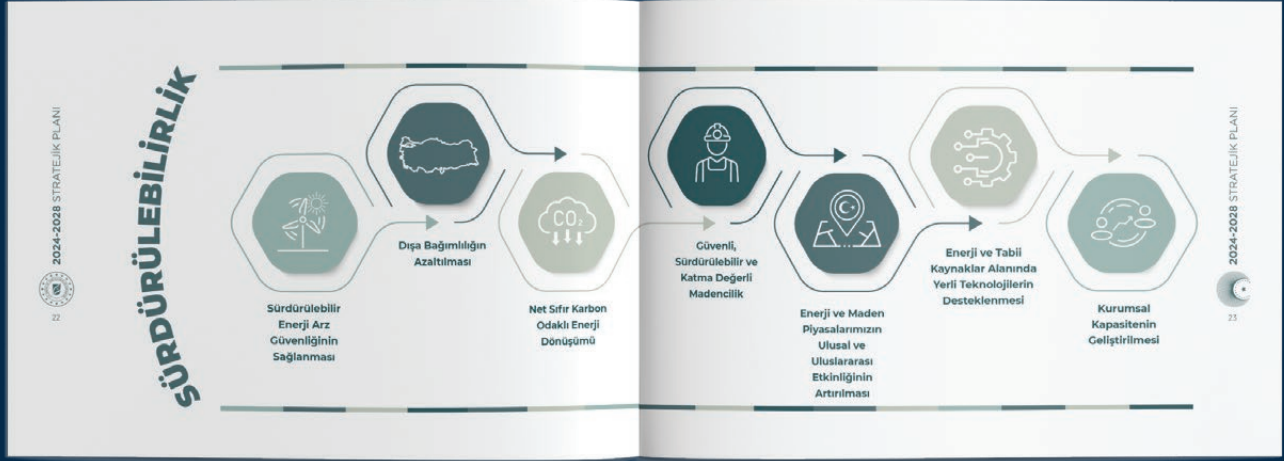 2024-2028 STRATEJİK PLANI
22
SÜRDÜRÜLEBİLİRLİK
Sürdürülebilir
Enerji Arz
Güvenliğinin
Sağlanması
Dışa Bağımlılığın
Azaltılması
CO₂
Net Sıfır Karbon
Odaklı Enerji
Dönüşümü
Güvenli,
Sürdürülebilir ve
Katma Değerli
Madencilik
Enerji ve Maden
Piyasalarımızın
Ulusal ve
Uluslararası
Etkinliğinin
Artırılması
Enerji ve Tabii
Kaynaklar Alanında
Yerli Teknolojilerin
Desteklenmesi
Kurumsal
Kapasitenin
Geliştirilmesi
2024-2028 STRATEJİK PLANI
23